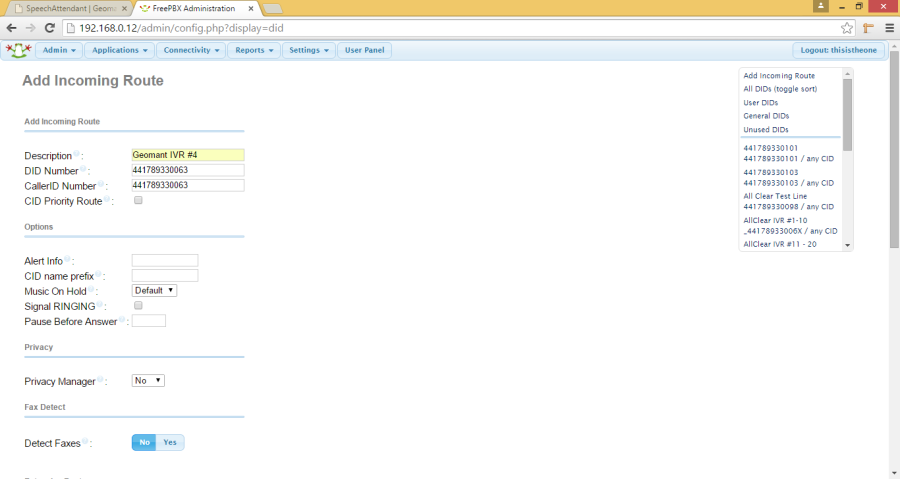 SpeechAttendant | Geoma
FreePBX Administration
192.168.0.12/admin/config.php?display=did
Admin
Applications
Connectivity
Reports
Settings
User Panel
Logout: thisistheone
Add Incoming Route
Add Incoming Route
Description :
Geomant IVR #4
DID Number :
441789330063
CallerID Number :
441789330063
CID Priority Route :
Options
Alert Info :
CID name prefix :
Music On Hold :
Default
Signal RINGING :
Pause Before Answer :
Privacy
Privacy Manager :
No
Fax Detect
Detect Faxes :
No
Yes
Add Incoming Route
All DIDs (toggle sort)
User DIDs
General DIDs
Unused DIDs
441789330101
441789330101 / any CID
441789330103
441789330103 / any CID
All Clear Test Line
441789330098 / any CID
AllClear IVR #1-10
_44178933006X / any CID
AllClear IVR #11 - 20